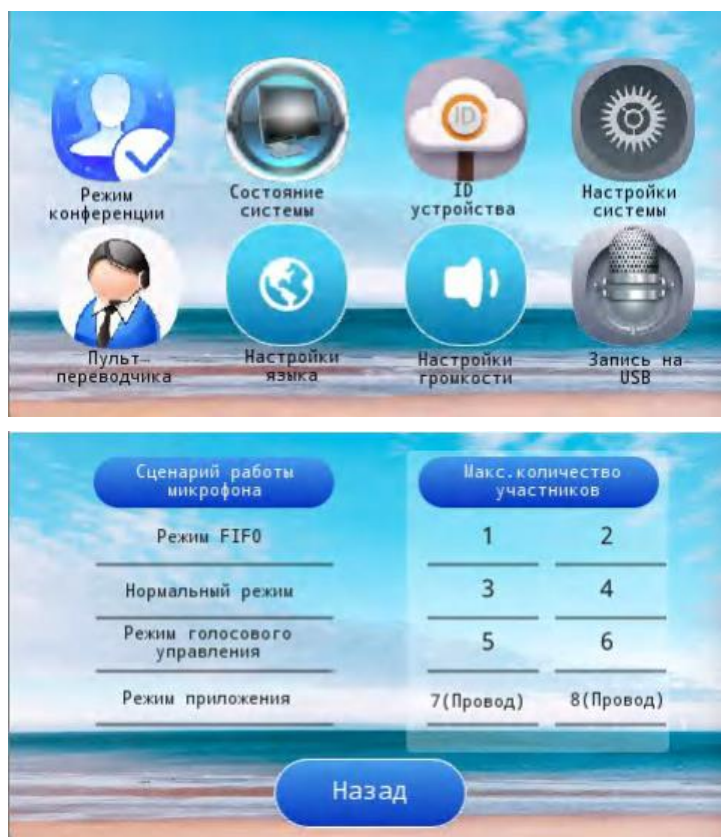 Режим
конференции
Состояние
системы
ID
ID
устройства
Настройки
системы
Пульт
переводчика
Настройки
языка
Настройки
громкости
Запись на
USB
Сценарий работы
микрофона
Макс.количество
участников
Режим FIFO
1 2
Нормальный режим
3 4
Режим голосового
управления
5 6
Режим приложения
7(Провод) 8(Провод)
Назад